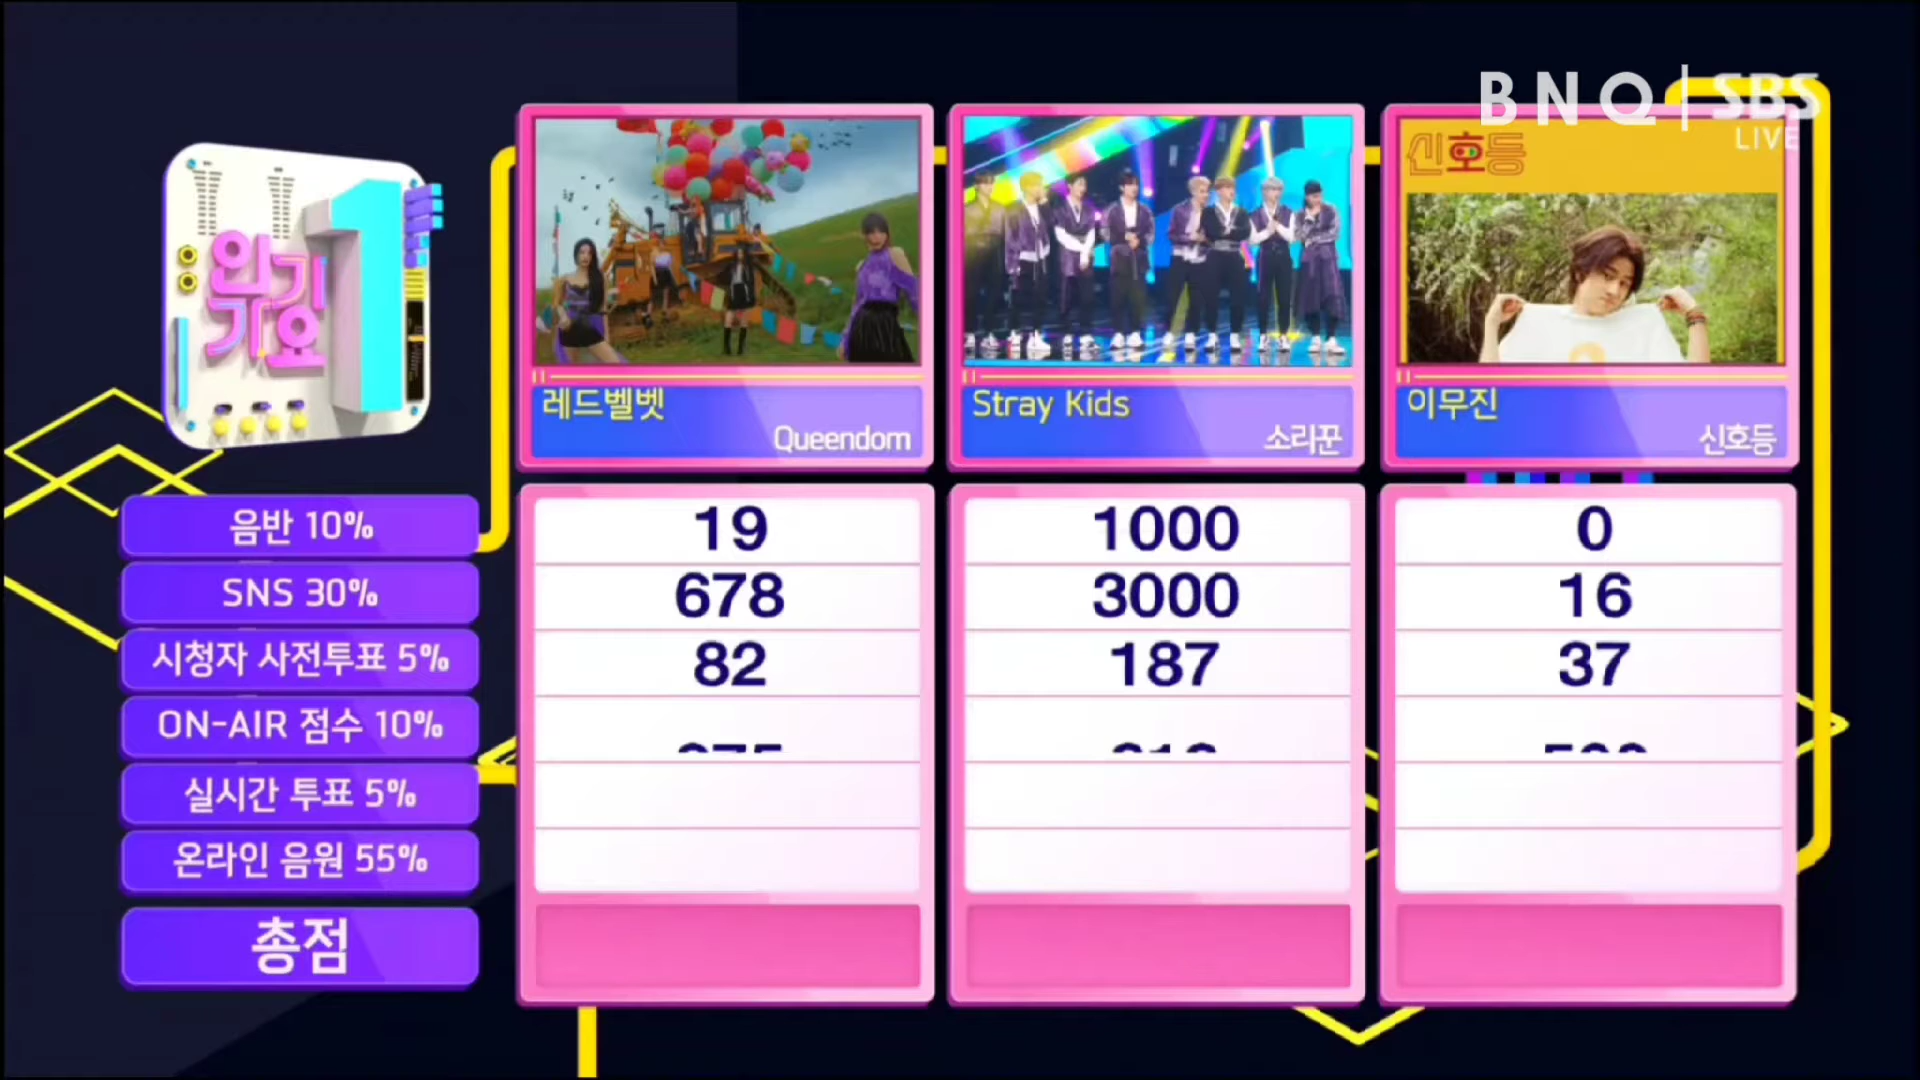 BNQ | SBS
LIVE
신호등
인기가요 1
레드벨벳
Queendom
Stray Kids
소리꾼
이무진
신호등
음반 10% 19 1000 0
SNS 30% 678 3000 16
시청자 사전투표 5% 82 187 37
ON-AIR 점수 10%
실시간 투표 5%
온라인 음원 55%
총점